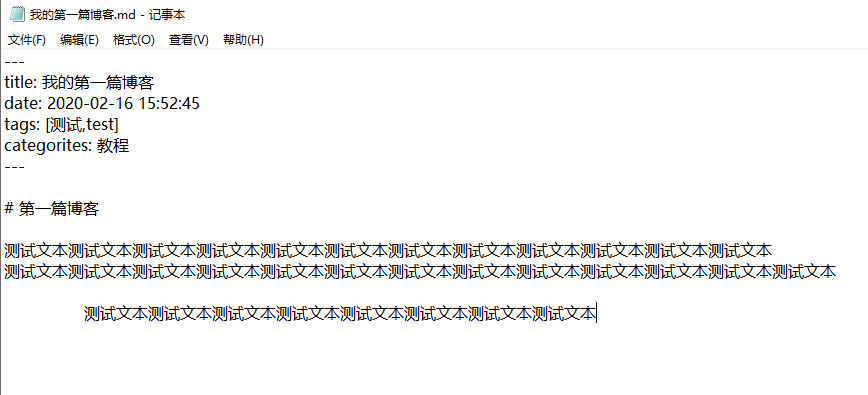 我的第一篇博客.md - 记事本
文件(F) 编辑(E) 格式(O) 查看(V) 帮助(H)
---
title: 我的第一篇博客
date: 2020-02-16 15:52:45
tags: [测试,test]
categorites: 教程
---
# 第一篇博客
测试文本测试文本测试文本测试文本测试文本测试文本测试文本测试文本测试文本测试文本测试文本测试文本
测试文本测试文本测试文本测试文本测试文本测试文本测试文本测试文本测试文本测试文本测试文本测试文本测试文本
测试文本测试文本测试文本测试文本测试文本测试文本测试文本测试文本